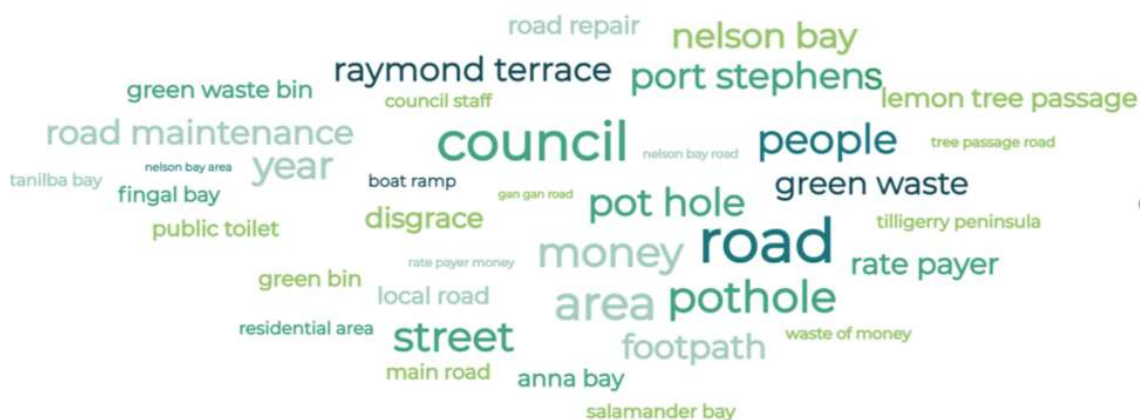 road repair
nelson bay
raymond terrace
port stephens
green waste bin
council staff
lemon tree passage
road maintenance
council
people
tree passage road
nelson bay area
year
nelson bay road
tanilba bay
boat ramp
green waste
fingal bay
gan gan road
pot hole
disgrace
tilligerry peninsula
public toilet
road
money
rate payer money
rate payer
green bin
local road
area
pothole
residential area
street
waste of money
footpath
main road
anna bay
salamander bay